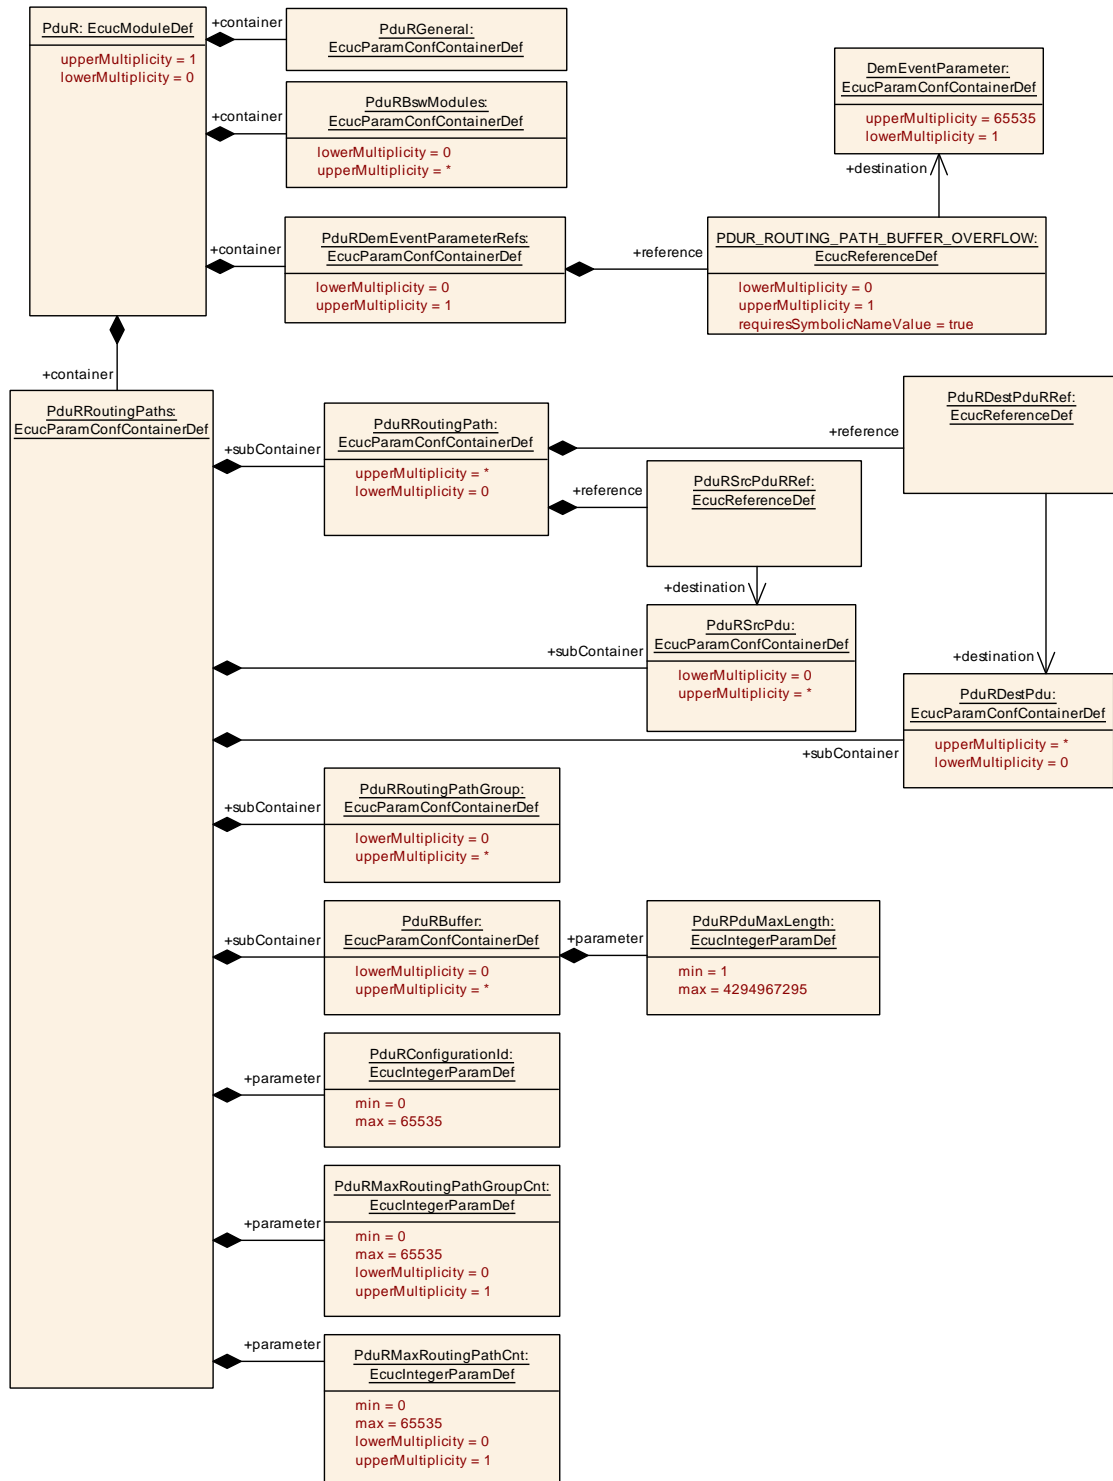 PduR: EcucModuleDef
upperMultiplicity = 1
lowerMultiplicity = 0
+container
PduRGeneral:
EcucParamConfContainerDef
+container
PduRBswModules:
EcucParamConfContainerDef
lowerMultiplicity = 0
upperMultiplicity = *
DemEventParameter:
EcucParamConfContainerDef
upperMultiplicity = 65535
lowerMultiplicity = 1
+destination
+container
PduRDemEventParameterRefs:
EcucParamConfContainerDef
lowerMultiplicity = 0
upperMultiplicity = 1
+reference
PDUR_ROUTING_PATH_BUFFER_OVERFLOW:
EcucReferenceDef
lowerMultiplicity = 0
upperMultiplicity = 1
requiresSymbolicNameValue = true
+container
PduRRoutingPaths:
EcucParamConfContainerDef
+subContainer
PduRRoutingPath:
EcucParamConfContainerDef
upperMultiplicity = *
lowerMultiplicity = 0
+reference
PduRDestPduRRef:
EcucReferenceDef
+reference
PduRSrcPduRRef:
EcucReferenceDef
+destination
+subContainer
PduRSrcPdu:
EcucParamConfContainerDef
lowerMultiplicity = 0
upperMultiplicity = *
+destination
+subContainer
PduRDestPdu:
EcucParamConfContainerDef
upperMultiplicity = *
lowerMultiplicity = 0
+subContainer
PduRRoutingPathGroup:
EcucParamConfContainerDef
lowerMultiplicity = 0
upperMultiplicity = *
+subContainer
PduRBuffer:
EcucParamConfContainerDef
lowerMultiplicity = 0
upperMultiplicity = *
+parameter
PduRPduMaxLength:
EcucIntegerParamDef
min = 1
max = 4294967295
+parameter
PduRConfigurationId:
EcucIntegerParamDef
min = 0
max = 65535
+parameter
PduRMaxRoutingPathGroupCnt:
EcucIntegerParamDef
min = 0
max = 65535
lowerMultiplicity = 0
upperMultiplicity = 1
+parameter
PduRMaxRoutingPathCnt:
EcucIntegerParamDef
min = 0
max = 65535
lowerMultiplicity = 0
upperMultiplicity = 1